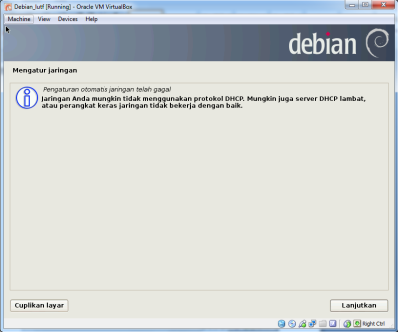 Debian_lutf [Running] - Oracle VM VirtualBox
Machine View Devices Help
debian
Mengatur jaringan
Pengaturan otomatis jaringan telah gagal
Jaringan Anda mungkin tidak menggunakan protokol DHCP. Mungkin juga server DHCP lambat,
atau perangkat keras jaringan tidak bekerja dengan baik.
Cuplikan layar
Lanjutkan
Right Ctrl